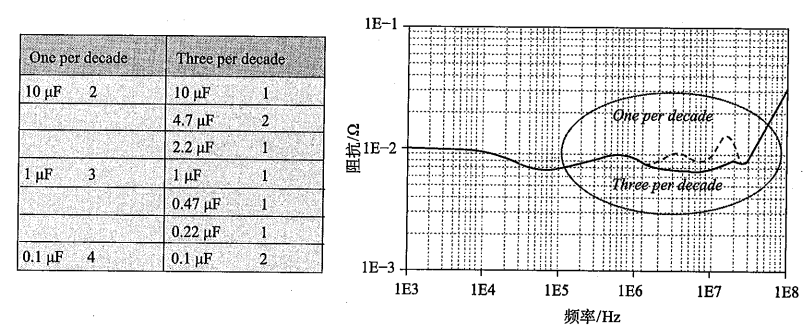 One per decade Three per decade
10 μF 2 10 μF 1
4.7 μF 2
2.2 μF 1
1 μF 3 1 μF 1
0.47 μF 1
0.22 μF 1
0.1 μF 4 0.1 μF 2
1E−1
1E−2
1E−3
阻抗/Ω
One per decade
Three per decade
1E3 1E4 1E5 1E6 1E7 1E8
频率/Hz